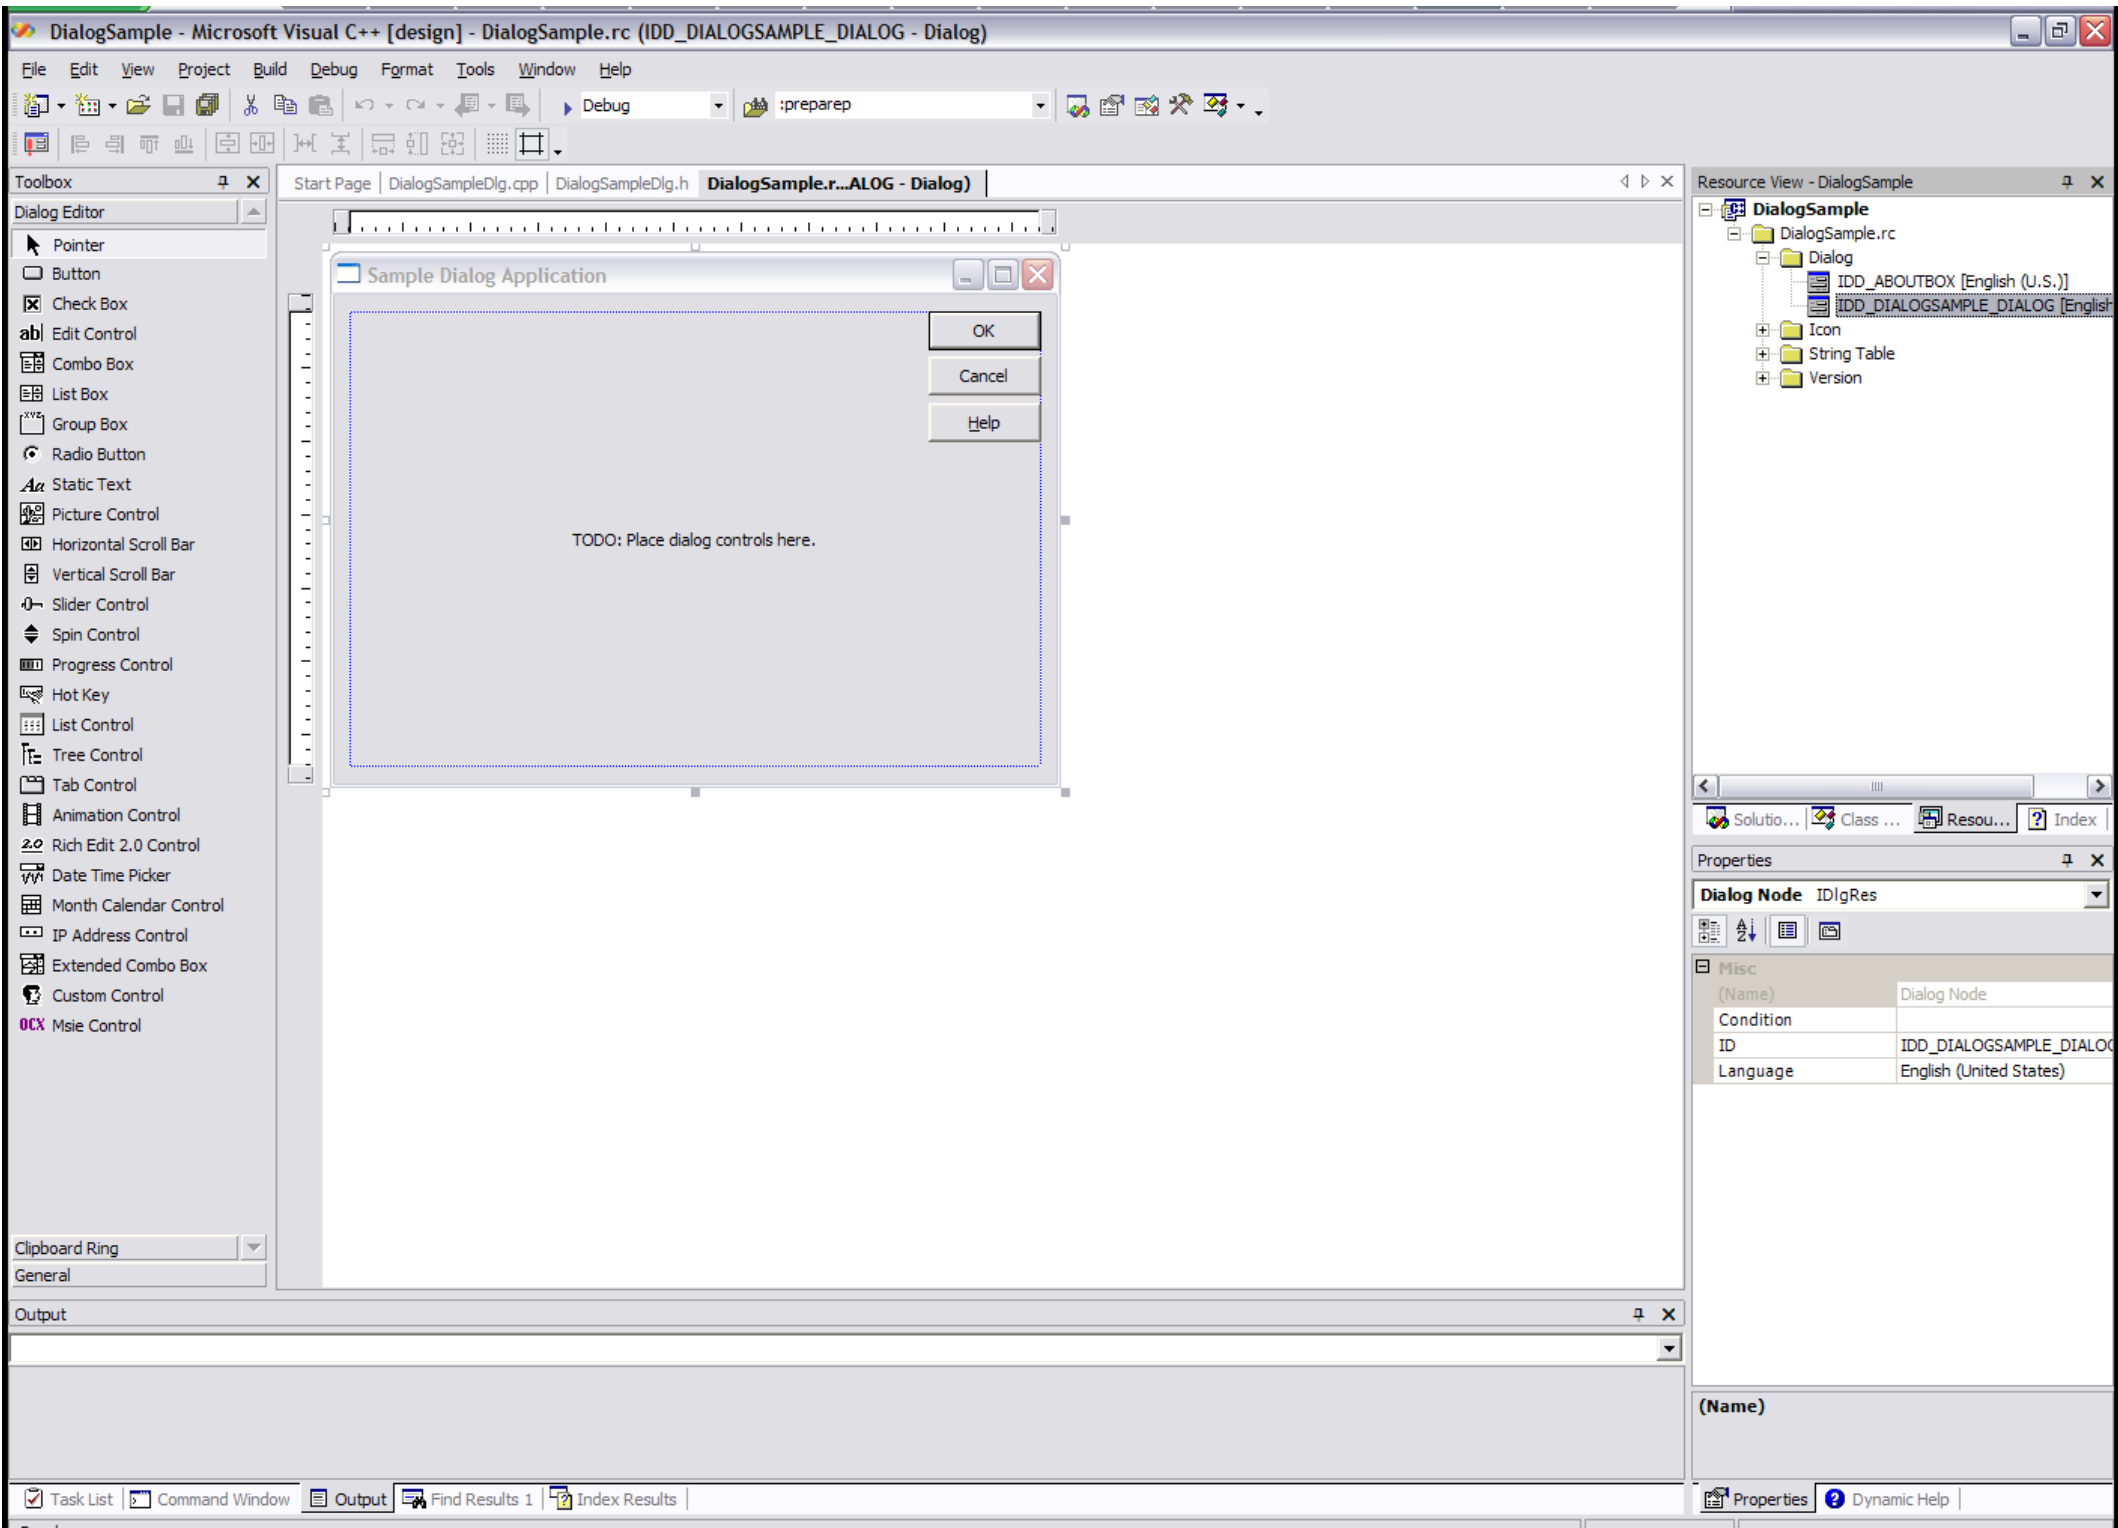 DialogSample - Microsoft Visual C++ [design] - DialogSample.rc (IDD_DIALOGSAMPLE_DIALOG - Dialog)
File Edit View Project Build Debug Format Tools Window Help
Debug :preparep
Toolbox
Dialog Editor
Pointer
Button
Check Box
ab| Edit Control
Combo Box
List Box
XYZ Group Box
Radio Button
Aa Static Text
Picture Control
Horizontal Scroll Bar
Vertical Scroll Bar
Slider Control
Spin Control
Progress Control
Hot Key
List Control
Tree Control
Tab Control
Animation Control
2.0 Rich Edit 2.0 Control
Date Time Picker
Month Calendar Control
IP Address Control
Extended Combo Box
Custom Control
OCX Msie Control
Clipboard Ring
General
Start Page DialogSampleDlg.cpp DialogSampleDlg.h DialogSample.r...ALOG - Dialog)
Sample Dialog Application
OK
Cancel
Help
TODO: Place dialog controls here.
Resource View - DialogSample
DialogSample
DialogSample.rc
Dialog
IDD_ABOUTBOX [English (U.S.)]
IDD_DIALOGSAMPLE_DIALOG [English
Icon
String Table
Version
Solutio... Class ... Resou... Index
Properties
Dialog Node IDlgRes
Misc
(Name) Dialog Node
Condition
ID IDD_DIALOGSAMPLE_DIALOG
Language English (United States)
(Name)
Properties Dynamic Help
Output
Task List Command Window Output Find Results 1 Index Results